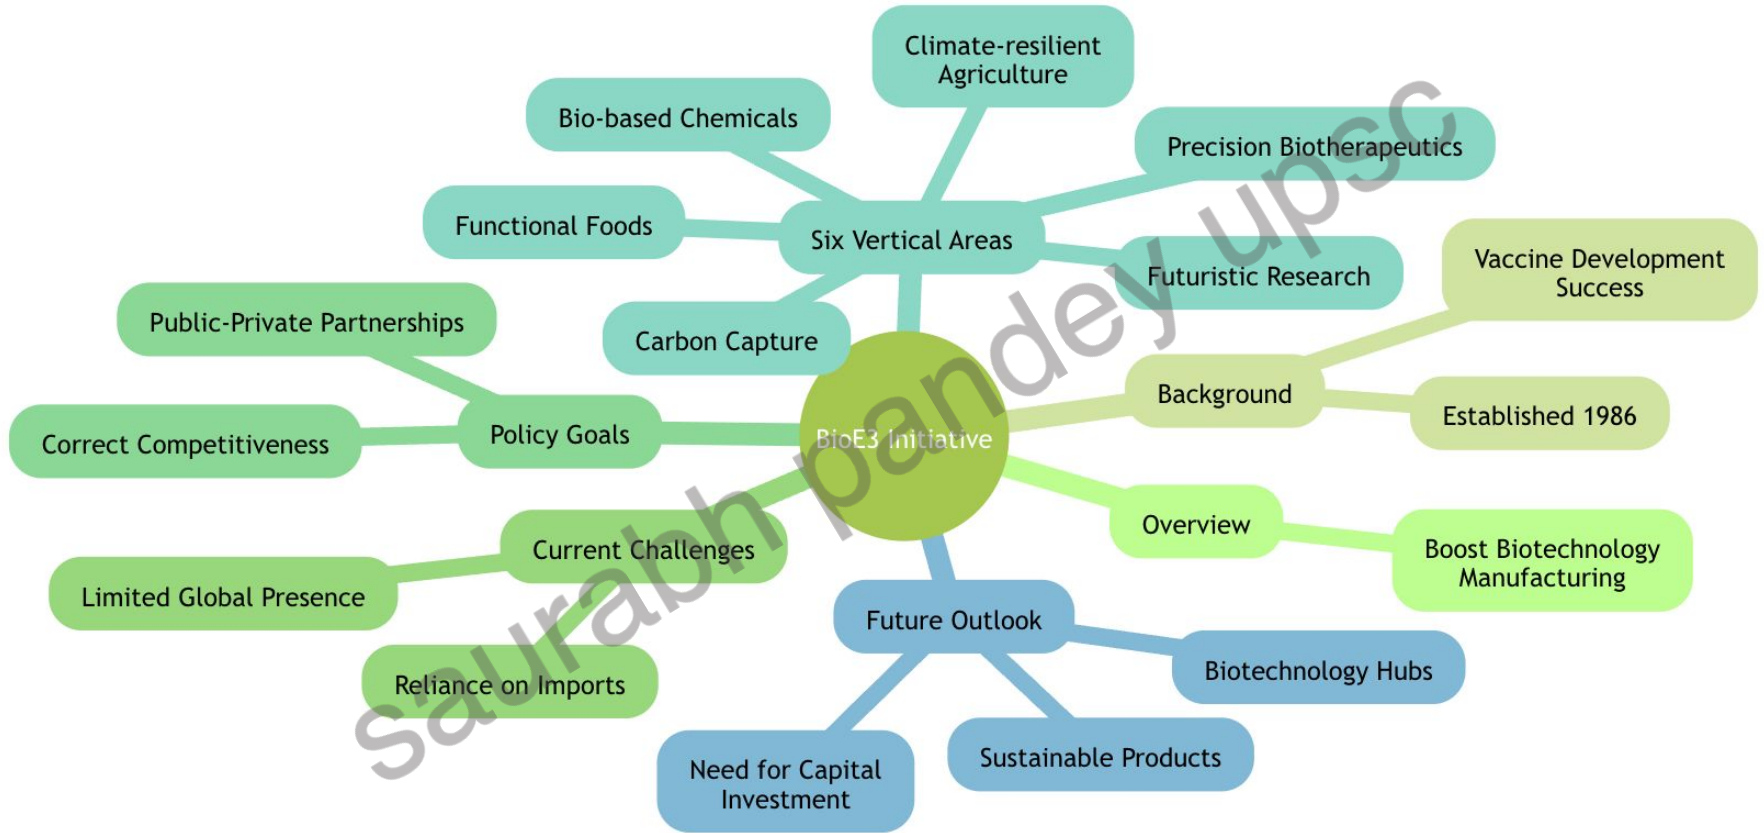 Climate-resilient
Agriculture
Bio-based Chemicals
Precision Biotherapeutics
Functional Foods
Six Vertical Areas
Futuristic Research
Vaccine Development
Success
Public-Private Partnerships
Carbon Capture
Background
Established 1986
Correct Competitiveness
Policy Goals
BioE3 Initiative
Overview
Boost Biotechnology
Manufacturing
Current Challenges
Limited Global Presence
Future Outlook
Biotechnology Hubs
Reliance on Imports
Sustainable Products
Need for Capital
Investment
saurabh pandey upsc